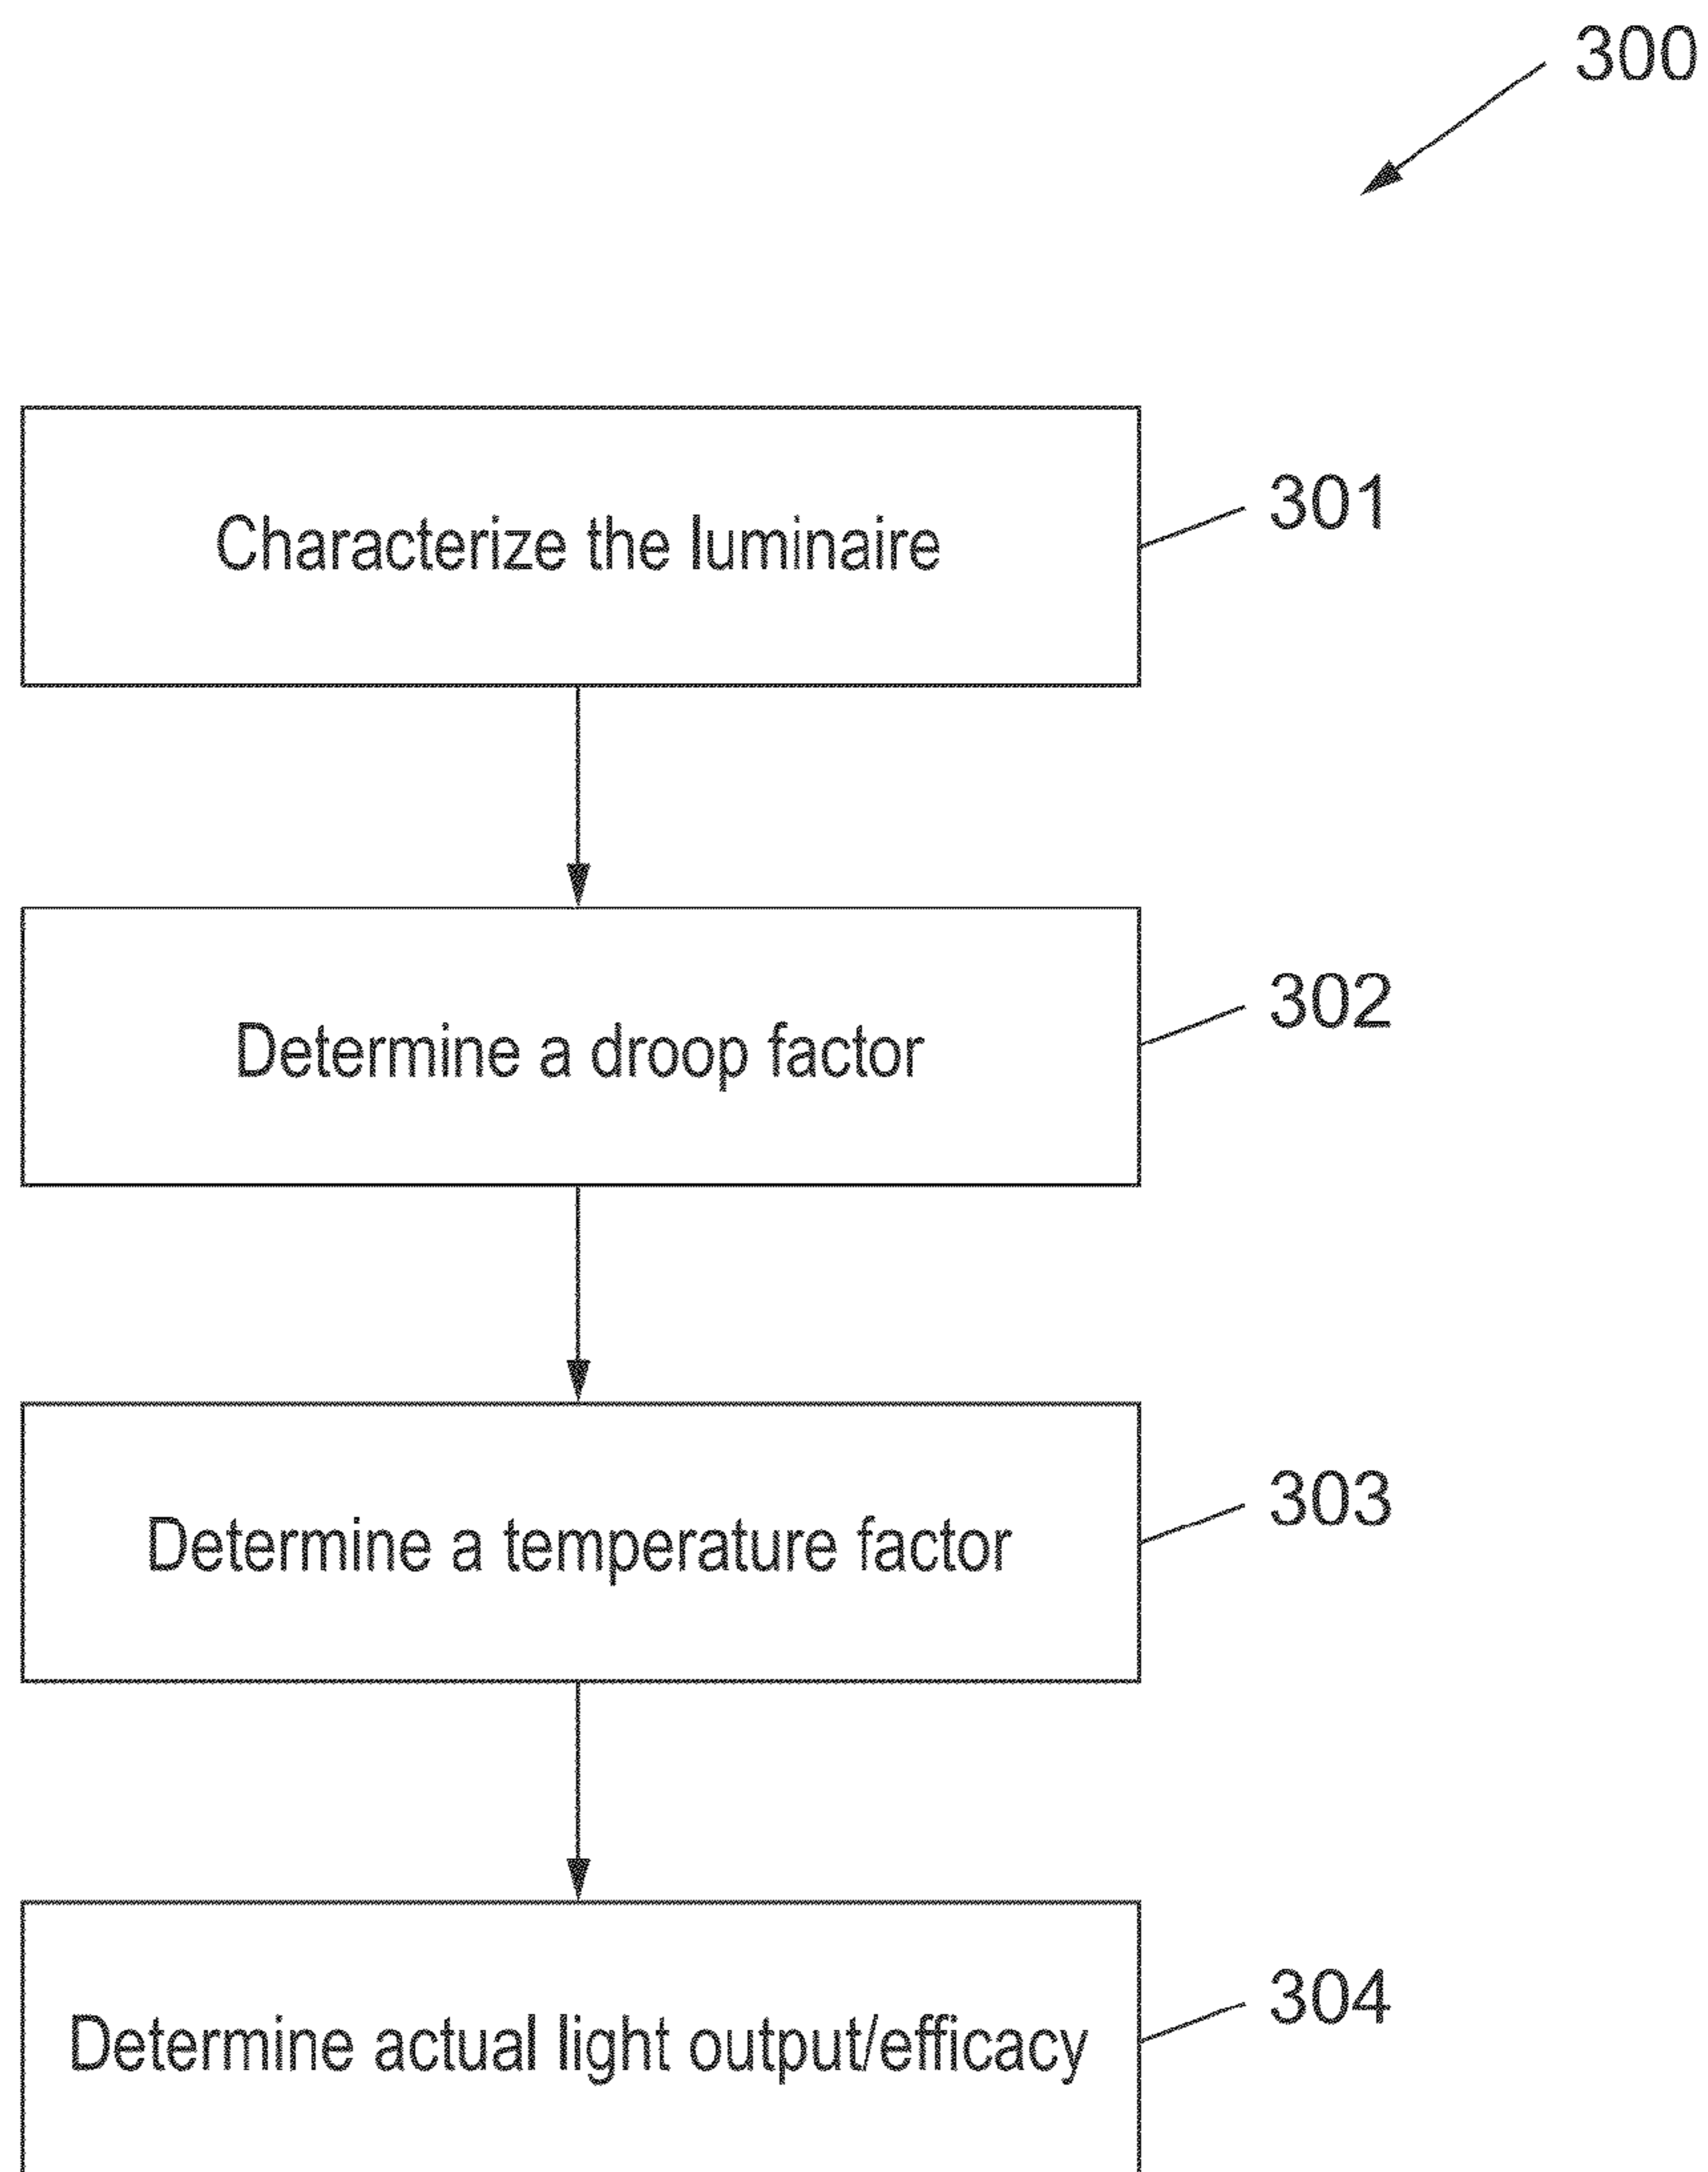 300
Characterize the luminaire
301
Determine a droop factor
302
Determine a temperature factor
303
Determine actual light output/efficacy
304